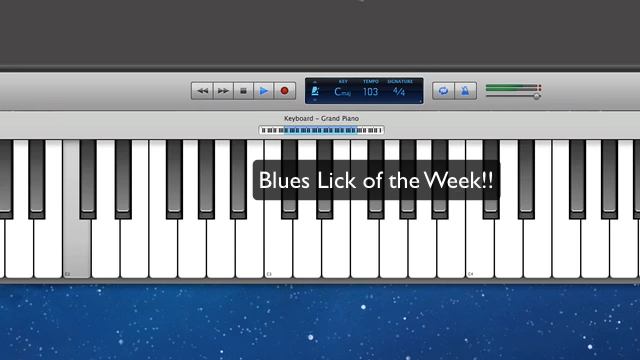 KEY TEMPO SIGNATURE
Cmaj 103 4/4
Keyboard – Grand Piano
Blues Lick of the Week!!
C2 C3 C4